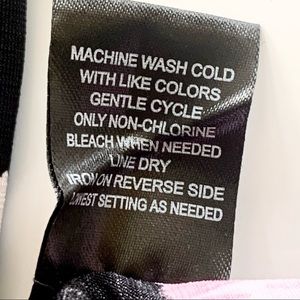 MACHINE WASH COLD
WITH LIKE COLORS
GENTLE CYCLE
ONLY NON-CHLORINE
BLEACH WHEN NEEDED
LINE DRY
IRON ON REVERSE SIDE
LOWEST SETTING AS NEEDED